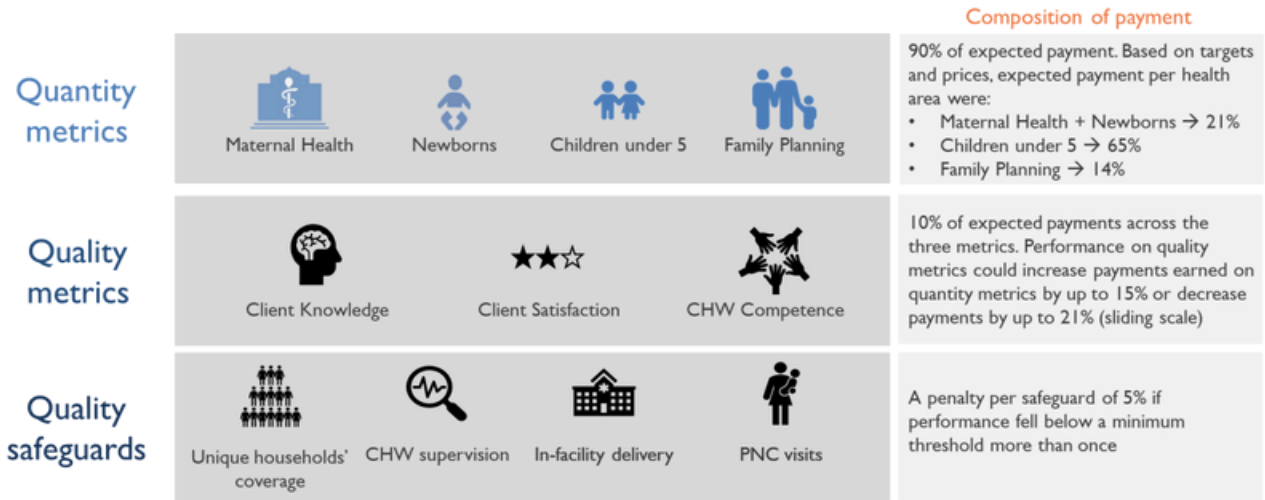 Composition of payment
Quantity
metrics
Maternal Health
Newborns
Children under 5
Family Planning
90% of expected payment. Based on targets
and prices, expected payment per health
area were:
• Maternal Health + Newborns → 21%
• Children under 5 → 65%
• Family Planning → 14%
Quality
metrics
Client Knowledge
Client Satisfaction
CHW Competence
10% of expected payments across the
three metrics. Performance on quality
metrics could increase payments earned on
quantity metrics by up to 15% or decrease
payments by up to 21% (sliding scale)
Quality
safeguards
Unique households'
coverage
CHW supervision
In-facility delivery
PNC visits
A penalty per safeguard of 5% if
performance fell below a minimum
threshold more than once